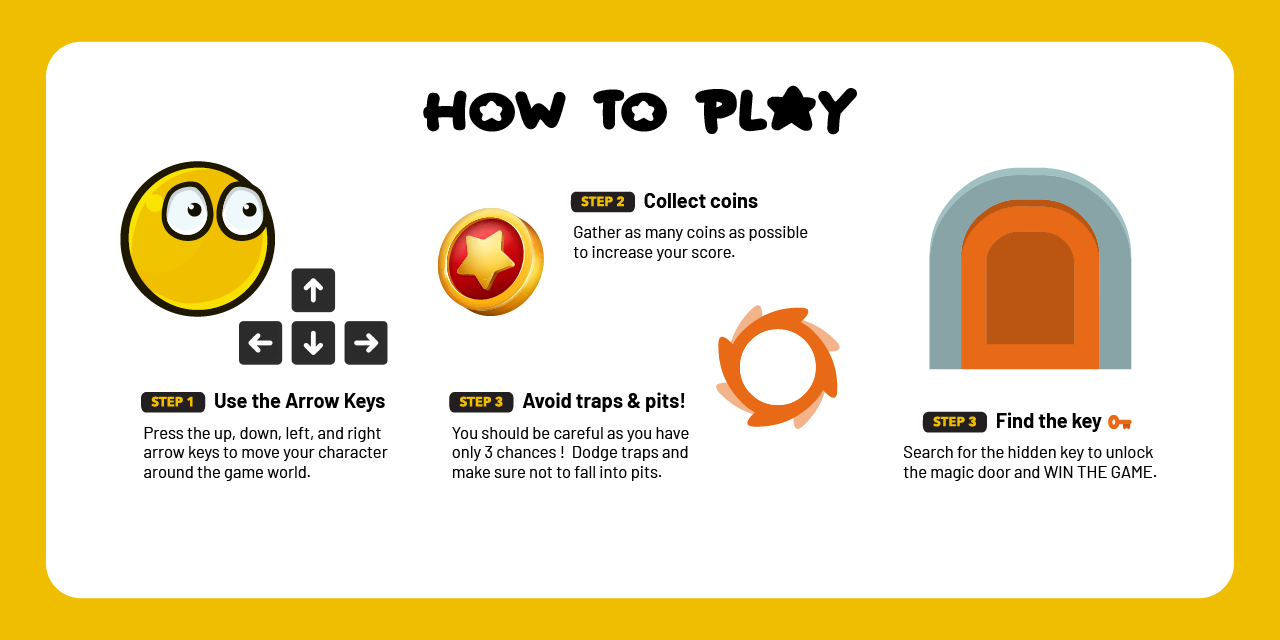 HOW TO PLAY
STEP 1 Use the Arrow Keys
Press the up, down, left, and right
arrow keys to move your character
around the game world.
STEP 2 Collect coins
Gather as many coins as possible
to increase your score.
STEP 3 Avoid traps & pits!
You should be careful as you have
only 3 chances ! Dodge traps and
make sure not to fall into pits.
STEP 3 Find the key
Search for the hidden key to unlock
the magic door and WIN THE GAME.